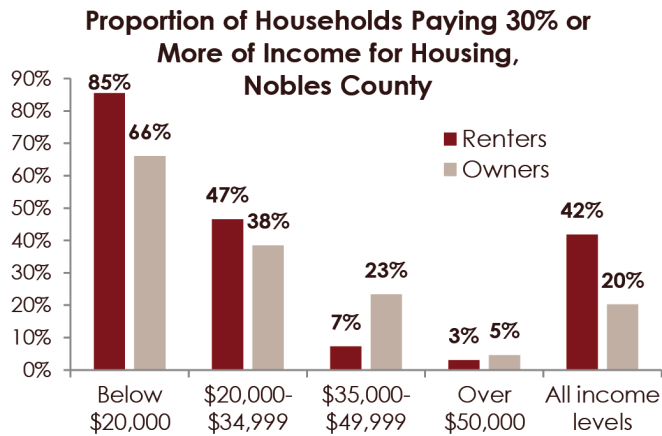 Proportion of Households Paying 30% or
More of Income for Housing,
Nobles County
90%
80%
70%
60%
50%
40%
30%
20%
10%
0%
85%
66%
47%
38%
7%
23%
3%
5%
42%
20%
Renters
Owners
Below
$20,000
$20,000-
$34,999
$35,000-
$49,999
Over
$50,000
All income
levels